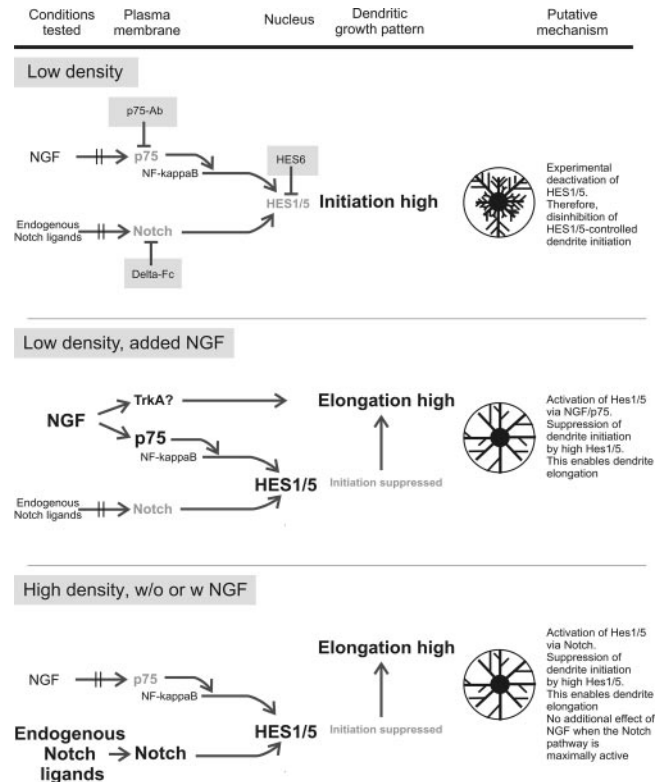 Conditions tested
Plasma membrane
Nucleus
Dendritic growth pattern
Putative mechanism
Low density
p75-Ab
NGF
p75
NF-kappaB
HES6
HES1/5
Initiation high
Endogenous
Notch ligands
Notch
Delta-Fc
Experimental
deactivation of
HES1/5.
Therefore,
disinhibition of
HES1/5-controlled
dendrite initiation
Low density, added NGF
NGF
TrkA?
p75
NF-kappaB
HES1/5
Elongation high
Initiation suppressed
Endogenous
Notch ligands
Notch
Activation of Hes1/5
via NGF/p75.
Suppression of
dendrite initiation
by high Hes1/5.
This enables dendrite
elongation
High density, w/o or w NGF
NGF
p75
NF-kappaB
HES1/5
Elongation high
Initiation suppressed
Endogenous
Notch
ligands
Notch
Activation of Hes1/5
via Notch.
Suppression of
dendrite initiation
by high Hes1/5.
This enables dendrite
elongation
No additional effect of
NGF when the Notch
pathway is
maximally active